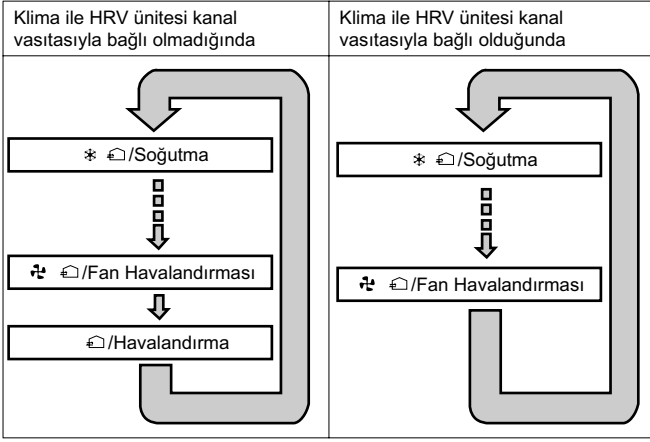 Klima ile HRV ünitesi kanal
vasıtasıyla bağlı olmadığında
/Soğutma
/Fan Havalandırması
/Havalandırma
Klima ile HRV ünitesi kanal
vasıtasıyla bağlı olduğunda
/Soğutma
/Fan Havalandırması